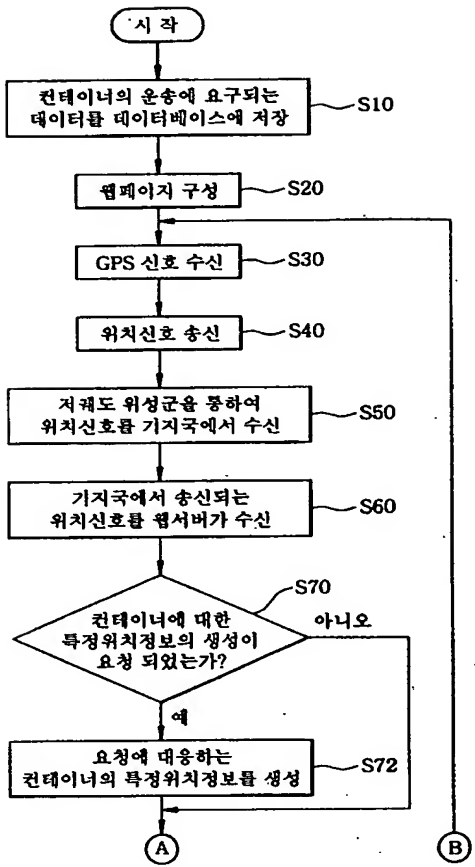 시 작
컨테이너의 운송에 요구되는
데이터를 데이터베이스에 저장
S10
웹페이지 구성
S20
GPS 신호 수신
S30
위치신호 송신
S40
저궤도 위성군을 통하여
위치신호를 기지국에서 수신
S50
기지국에서 송신되는
위치신호를 웹서버가 수신
S60
S70
컨테이너에 대한
특정위치정보의 생성이
요청 되었는가?
아니오
예
요청에 대응하는
컨테이너의 특정위치정보를 생성
S72
A
B